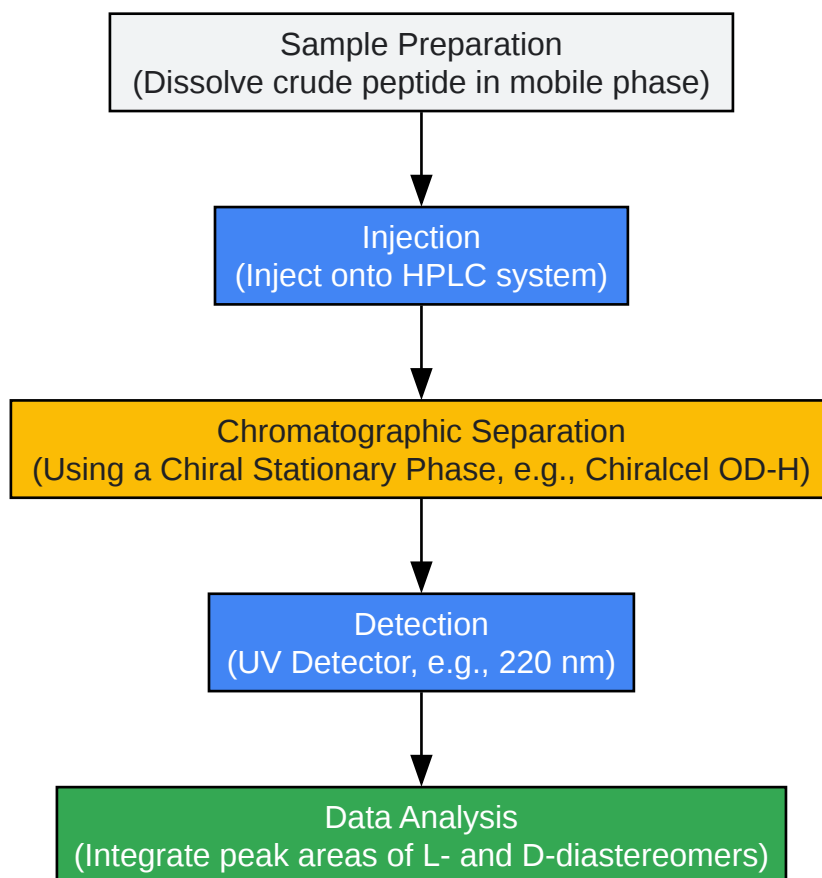 Sample Preparation
(Dissolve crude peptide in mobile phase)
Injection
(Inject onto HPLC system)
Chromatographic Separation
(Using a Chiral Stationary Phase, e.g., Chiralcel OD-H)
Detection
(UV Detector, e.g., 220 nm)
Data Analysis
(Integrate peak areas of L- and D-diastereomers)